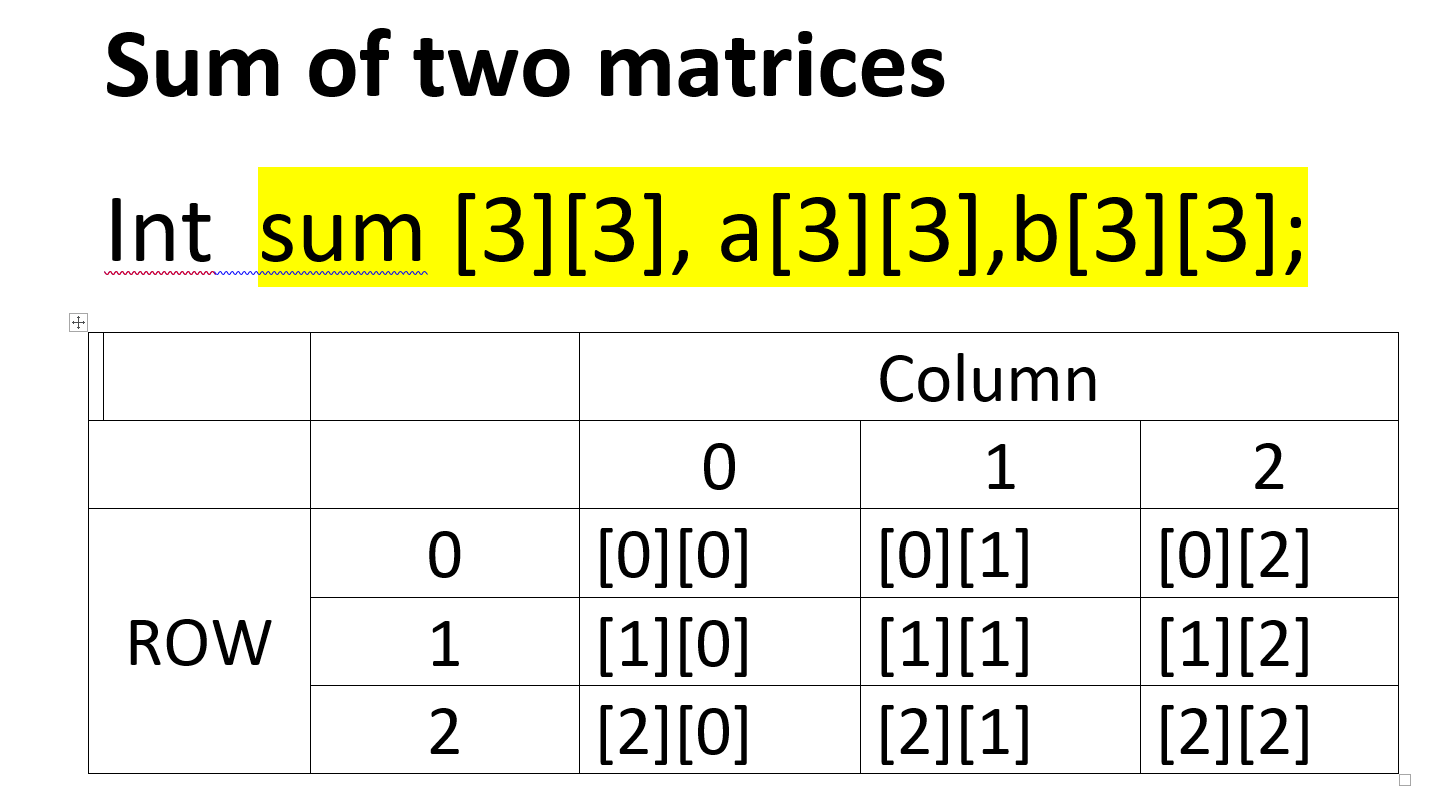 Sum of two matrices
Int  sum [3][3], a[3][3],b[3][3];
Column
0 1 2
0 [0][0] [0][1] [0][2]
ROW 1 [1][0] [1][1] [1][2]
2 [2][0] [2][1] [2][2]